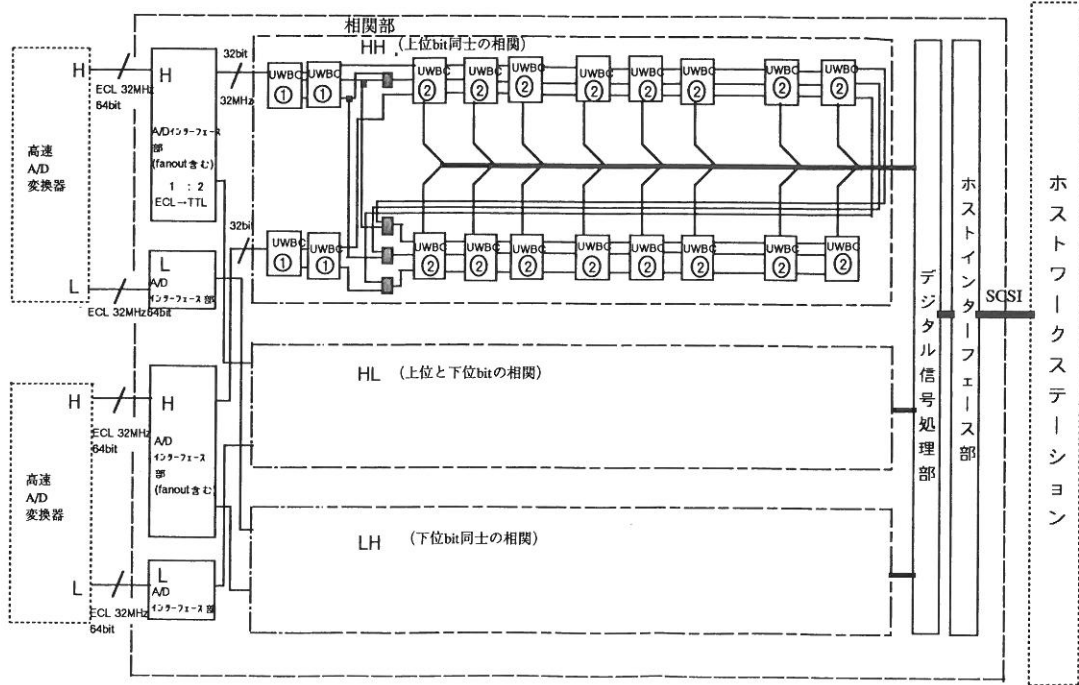 相関部
HH (上位bit同士の相関)
高速
A/D
変換器
H
L
ECL 32MHz
64bit
ECL 32MHz 64bit
H
A/Dインターフェース
部
(fanout含む)
1 : 2
ECL→TTL
L
A/D
インターフェース部
32bit
32MHz
32bit
UWBC
①
UWBC
①
UWBC
②
UWBC
②
UWBC
②
UWBC
②
UWBC
②
UWBC
②
UWBC
②
UWBC
②
UWBC
①
UWBC
①
UWBC
②
UWBC
②
UWBC
②
UWBC
②
UWBC
②
UWBC
②
UWBC
②
UWBC
②
HL (上位と下位bitの相関)
高速
A/D
変換器
H
L
ECL 32MHz
64bit
ECL 32MHz
64bit
H
A/D
インターフェース
部
(fanout含む)
L
A/D
インターフェース部
LH (下位bit同士の相関)
デジタル信号処理部
ホストインターフェース部
SCSI
ホストワークステーション